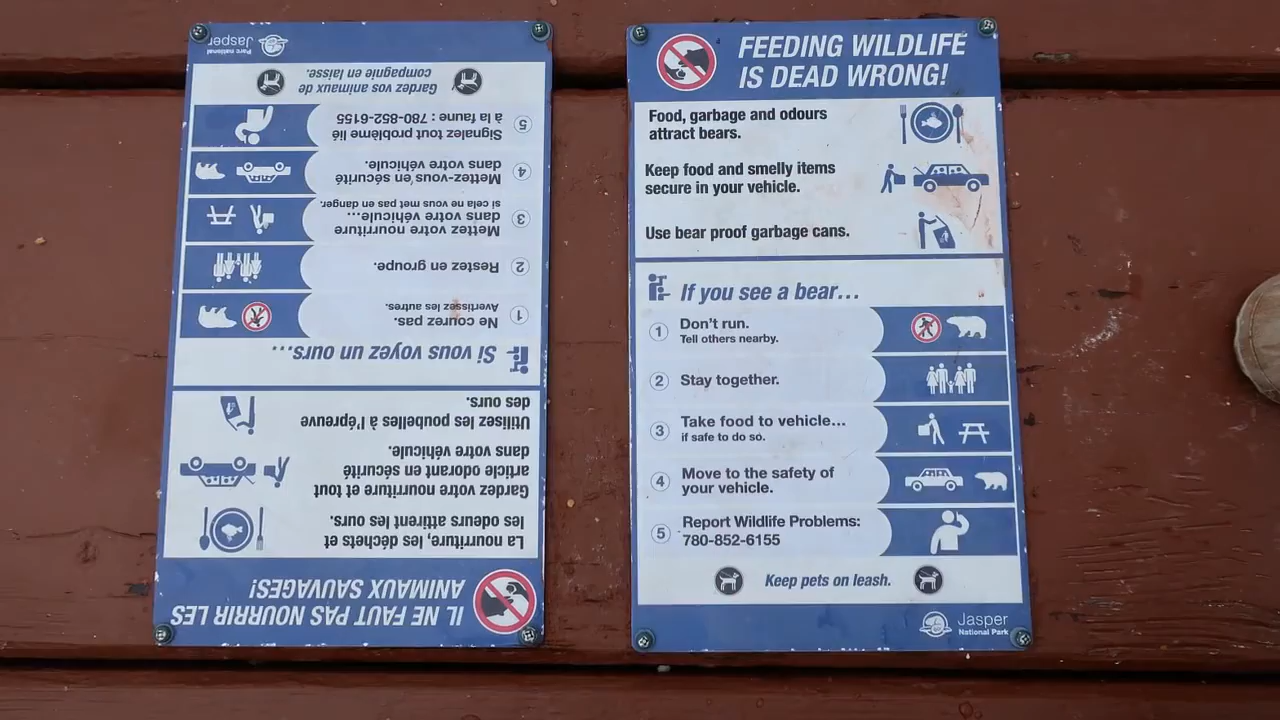 FEEDING WILDLIFE
IS DEAD WRONG!
Food, garbage and odours
attract bears.
Keep food and smelly items
secure in your vehicle.
Use bear proof garbage cans.
If you see a bear...
1 Don't run.
Tell others nearby.
2 Stay together.
3 Take food to vehicle...
if safe to do so.
4 Move to the safety of
your vehicle.
5 Report Wildlife Problems:
780-852-6155
Keep pets on leash.
Jasper
National Park
IL NE FAUT PAS NOURRIR LES
ANIMAUX SAUVAGES!
La nourriture, les déchets et
les odeurs attirent les ours.
Gardez votre nourriture et tout
article odorant en sécurité
dans votre véhicule.
Utilisez les poubelles à l'épreuve
des ours.
Si vous voyez un ours...
1 Ne courez pas.
Avertissez les autres.
2 Restez en groupe.
3 Mettez votre nourriture
dans votre véhicule...
si cela ne vous met pas en danger.
4 Mettez-vous en sécurité
dans votre véhicule.
5 Signalez tout problème lié
à la faune : 780-852-6155
Gardez vos animaux de
compagnie en laisse.
Parc national
Jasper